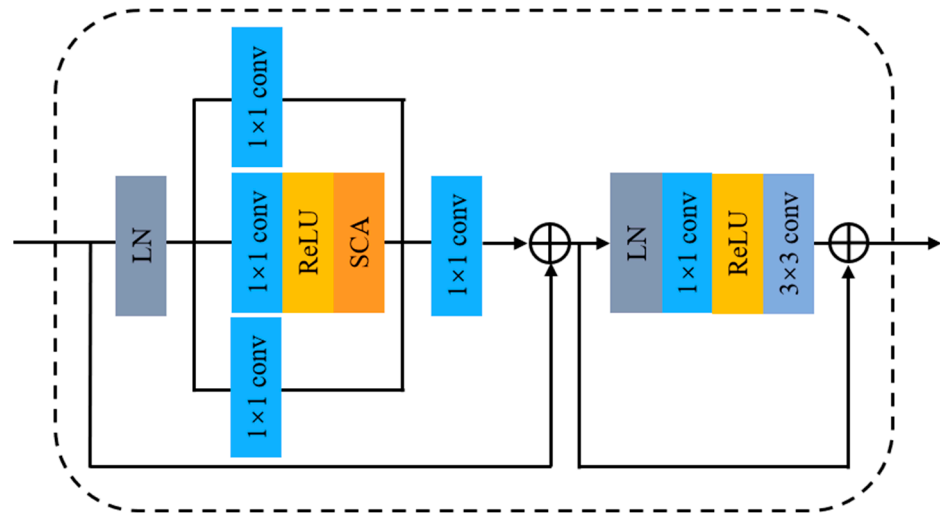 LN
1×1 conv
1×1 conv
ReLU
SCA
1×1 conv
1×1 conv
LN
1×1 conv
ReLU
3×3 conv